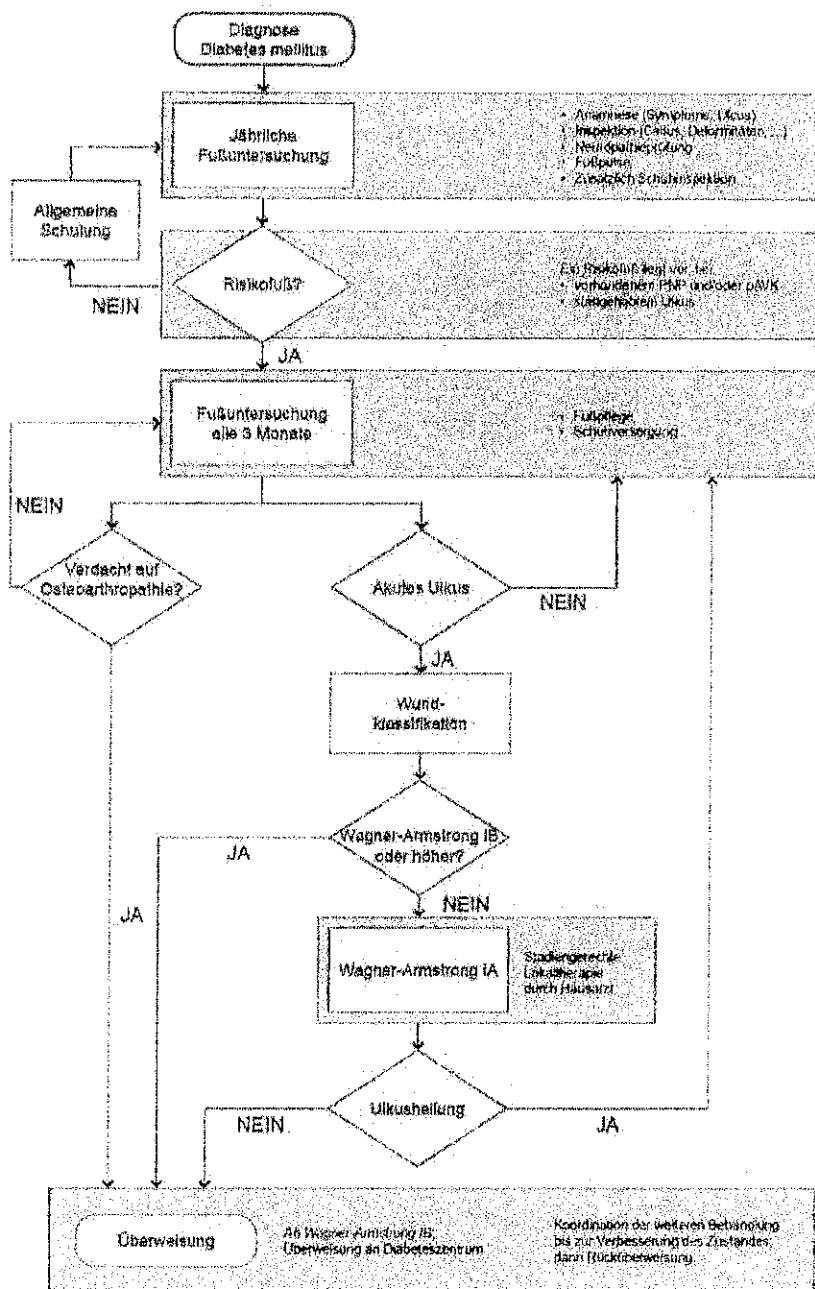 Diagnose
Diabetes mellitus
Jährliche
Fußuntersuchung
• Anamnese (Symptome, Ulcus)
• Inspektion (Callus, Deformitäten, ...)
• Neuropathieprüfung
• Fußpulse
• Zusätzlich Schuhinspektion
Allgemeine
Schulung
Risikofuß?
NEIN
Ein Risikofuß liegt vor bei
• vorhandenem PNP und/oder pAVK
• stattgehabtem Ulkus
JA
Fußuntersuchung
alle 3 Monate
• Fußpflege
• Schuhversorgung
NEIN
Verdacht auf
Osteoarthropathie?
Akutes Ulkus
NEIN
JA
Wund-
klassifikation
Wagner-Armstrong IB
oder höher?
JA
JA
NEIN
Wagner-Armstrong IA
Stadiengerechte
Lokaltherapie
durch Hausarzt
Ulkusheilung
NEIN
JA
Überweisung
Ab Wagner Armstrong IB:
Überweisung an Diabeteszentrum
Koordination der weiteren Behandlung
bis zur Verbesserung des Zustandes,
dann Rücküberweisung